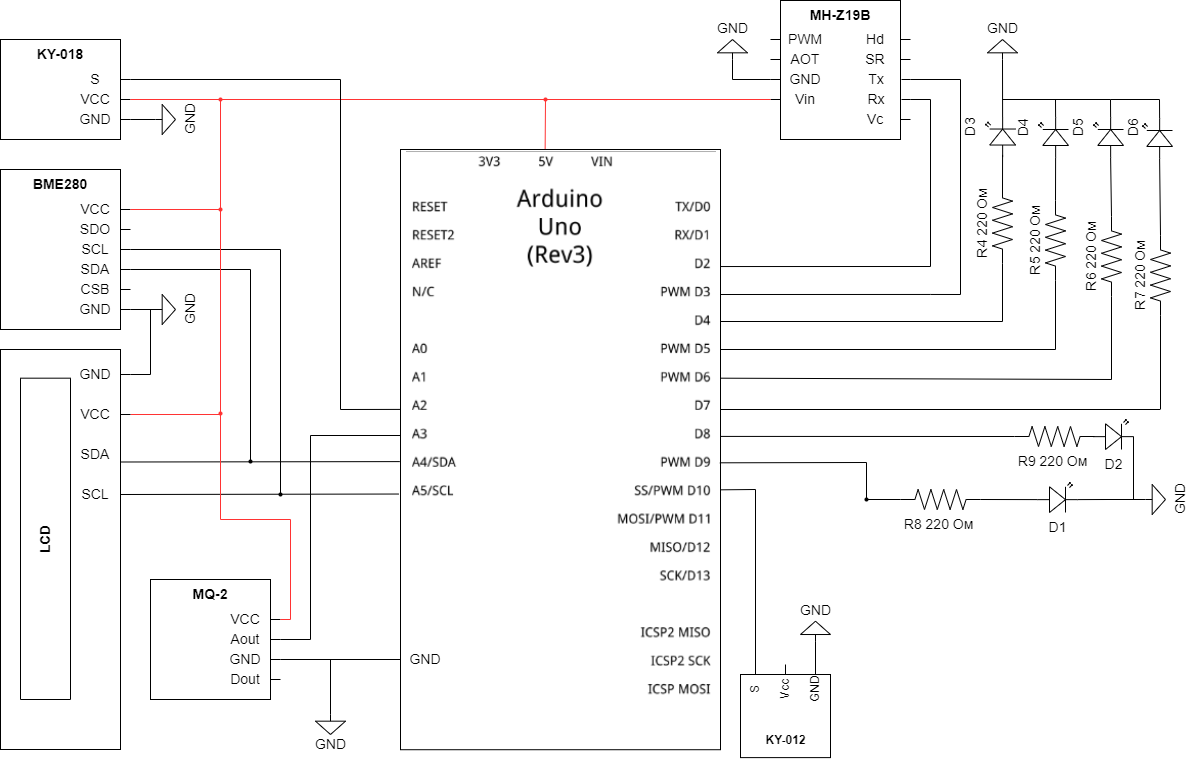 KY-018
S
VCC
GND
GND
BME280
VCC
SDO
SCL
SDA
CSB
GND
GND
GND
VCC
SDA
SCL
LCD
MQ-2
VCC
Aout
GND
Dout
GND
3V3 5V VIN
Arduino
Uno
(Rev3)
RESET
RESET2
AREF
N/C
A0
A1
A2
A3
A4/SDA
A5/SCL
GND
TX/D0
RX/D1
D2
PWM D3
D4
PWM D5
PWM D6
D7
D8
PWM D9
SS/PWM D10
MOSI/PWM D11
MISO/D12
SCK/D13
ICSP2 MISO
ICSP2 SCK
ICSP MOSI
GND
MH-Z19B
PWM Hd
AOT SR
GND Tx
Vin Rx
Vc
GND
D3
D4
D5
D6
R4 220 Ом
R5 220 Ом
R6 220 Ом
R7 220 Ом
R9 220 Ом
D2
R8 220 Ом
D1
GND
GND
S
Vcc
GND
KY-012